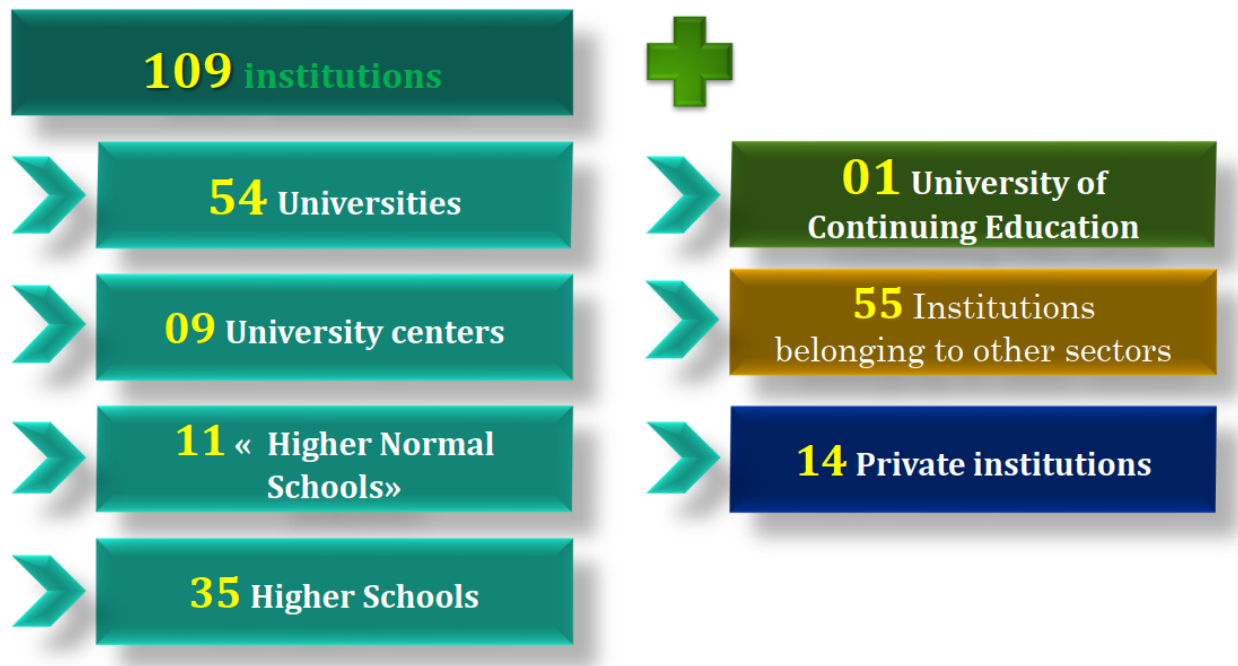 109 institutions
54 Universities
09 University centers
11 « Higher Normal
Schools»
35 Higher Schools
01 University of
Continuing Education
55 Institutions
belonging to other sectors
14 Private institutions